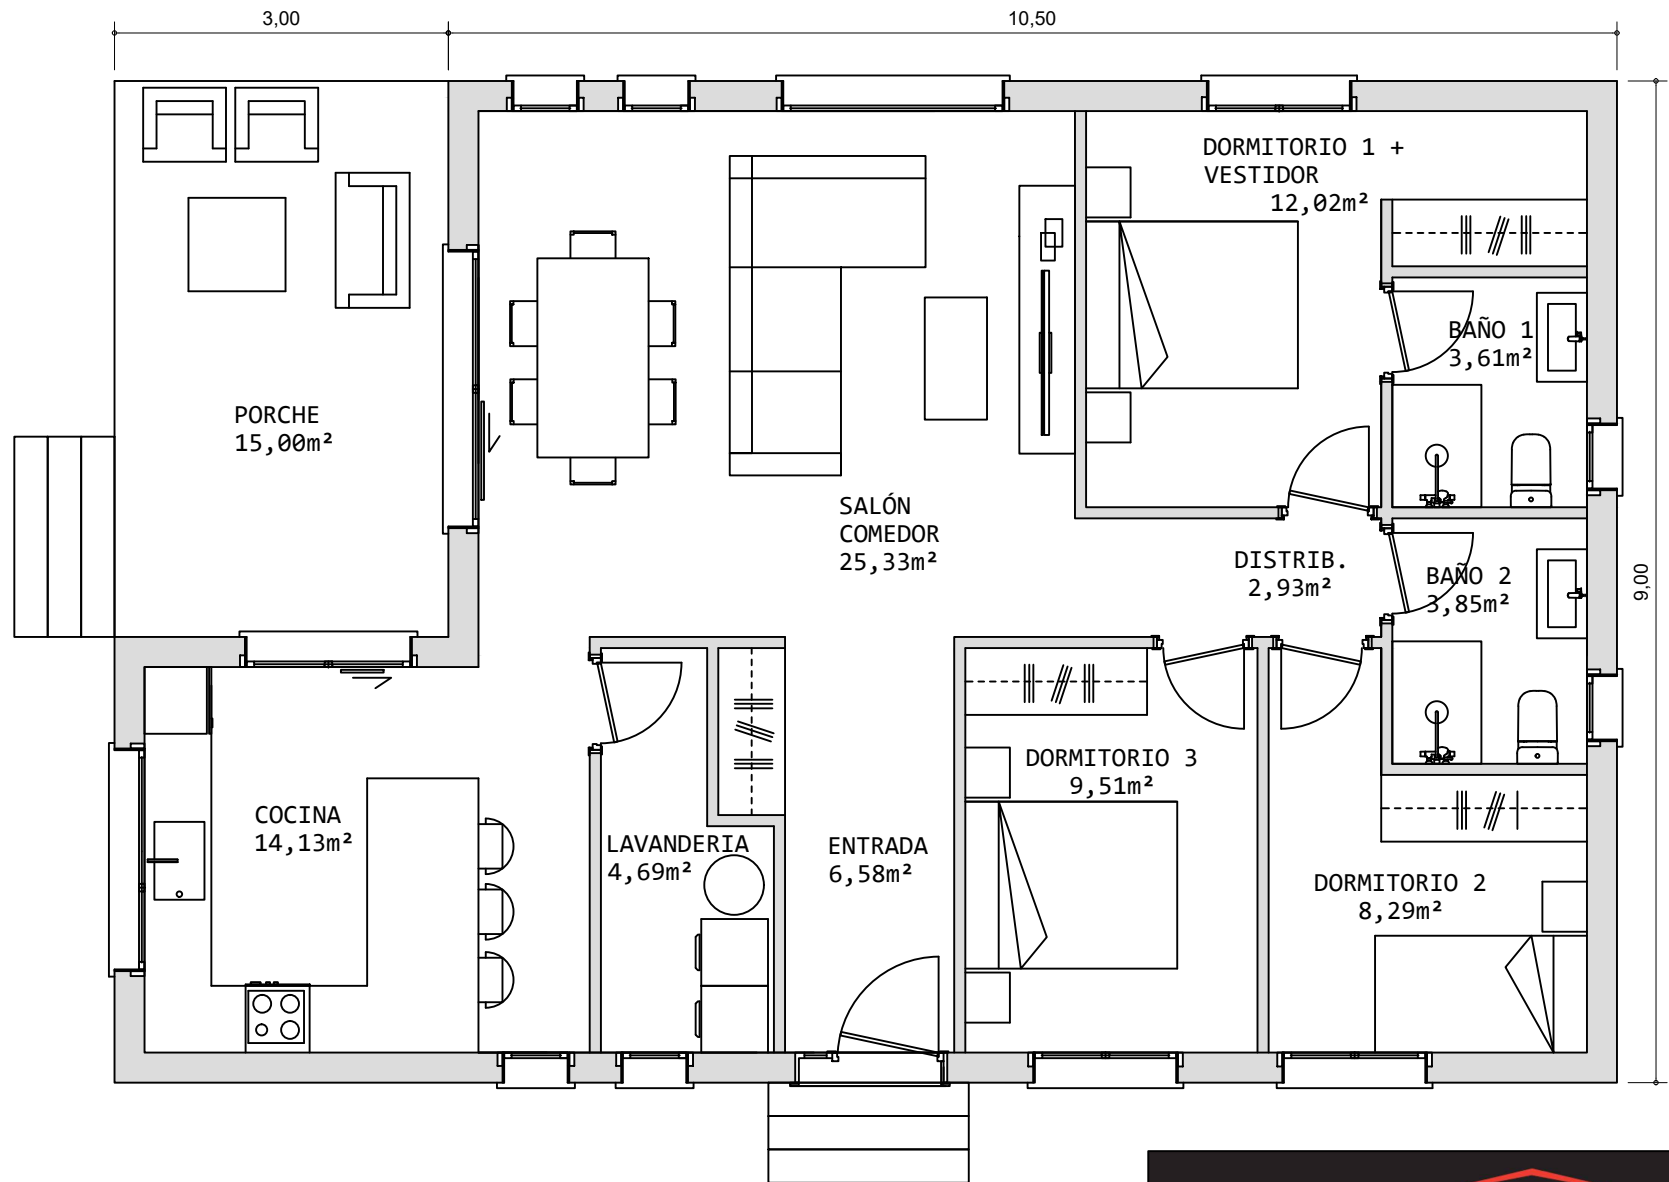 3,00
10,50
DORMITORIO 1 +
VESTIDOR
12,02m²
BAÑO 1
3,61m²
PORCHE
15,00m²
SALÓN
COMEDOR
25,33m²
DISTRIB.
2,93m²
BAÑO 2
3,85m²
9,00
DORMITORIO 3
9,51m²
COCINA
14,13m²
LAVANDERIA
4,69m²
ENTRADA
6,58m²
DORMITORIO 2
8,29m²